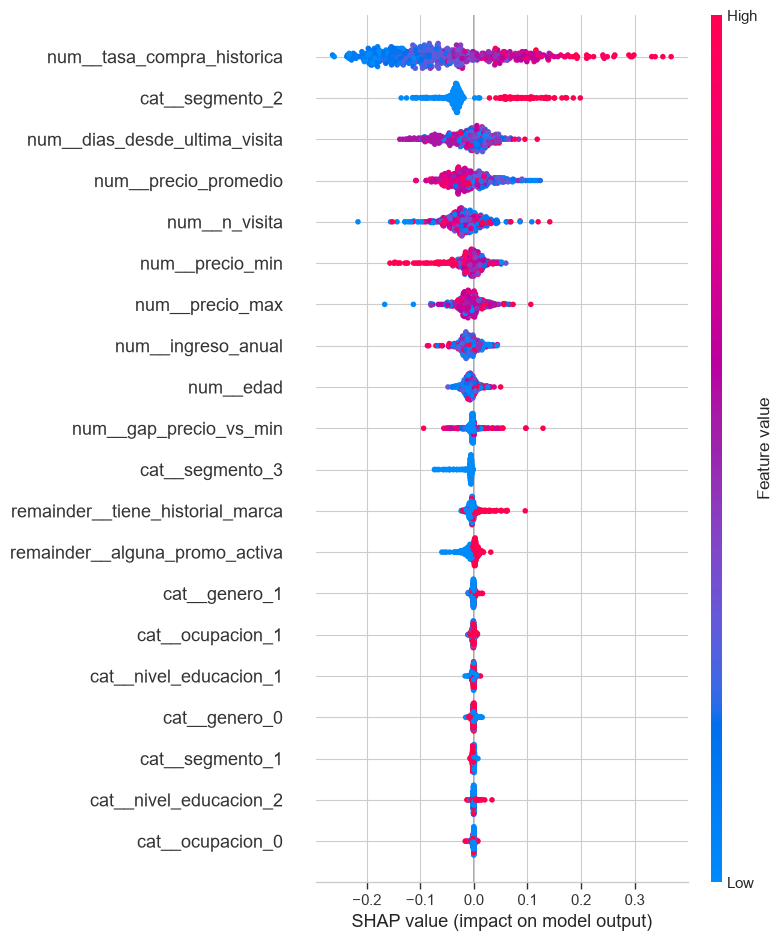 High
num__tasa_compra_historica
cat__segmento_2
num__dias_desde_ultima_visita
num__precio_promedio
num__n_visita
num__precio_min
num__precio_max
num__ingreso_anual
num__edad
num__gap_precio_vs_min
cat__segmento_3
remainder__tiene_historial_marca
remainder__alguna_promo_activa
cat__genero_1
cat__ocupacion_1
cat__nivel_educacion_1
cat__genero_0
cat__segmento_1
cat__nivel_educacion_2
cat__ocupacion_0
Feature value
Low
−0.2 −0.1 0.0 0.1 0.2 0.3
SHAP value (impact on model output)